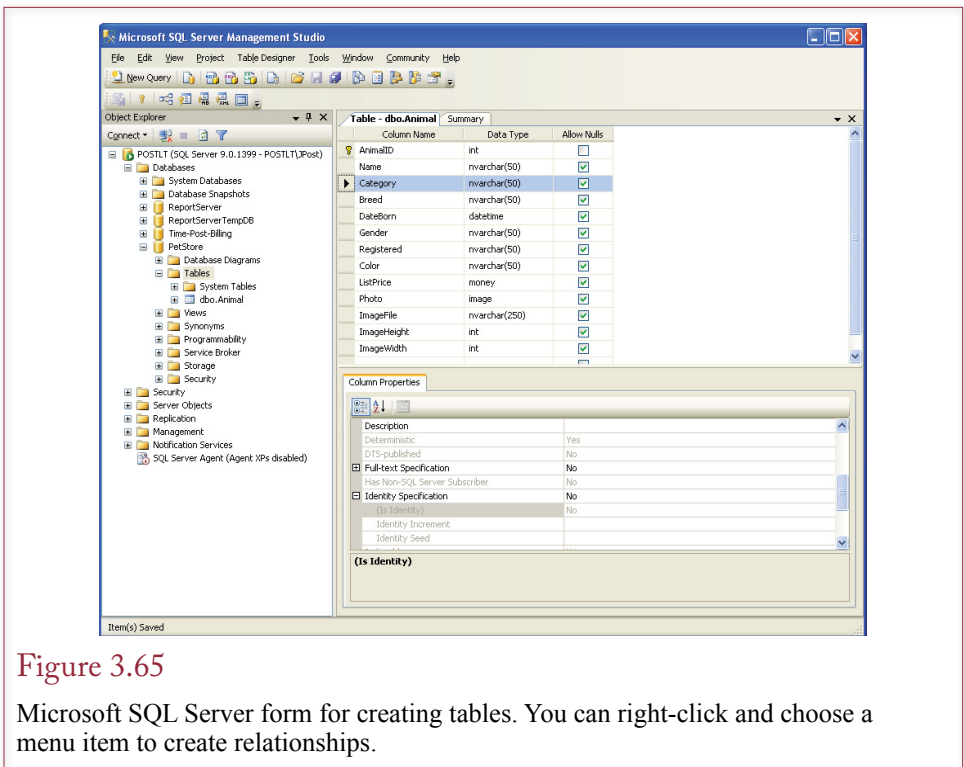 Microsoft SQL Server Management Studio
File Edit View Project Table Designer Tools Window Community Help
New Query
Object Explorer
Connect
POSTLT (SQL Server 9.0.1399 - POSTLT\JPost)
Databases
System Databases
Database Snapshots
ReportServer
ReportServerTempDB
Time-Post-Billing
PetStore
Database Diagrams
Tables
System Tables
dbo.Animal
Views
Synonyms
Programmability
Service Broker
Storage
Security
Security
Server Objects
Replication
Management
Notification Services
SQL Server Agent (Agent XPs disabled)
Table - dbo.Animal Summary
Column Name Data Type Allow Nulls
AnimalID int
Name nvarchar(50)
Category nvarchar(50)
Breed nvarchar(50)
DateBorn datetime
Gender nvarchar(50)
Registered nvarchar(50)
Color nvarchar(50)
ListPrice money
Photo image
ImageFile nvarchar(250)
ImageHeight int
ImageWidth int
Column Properties
Description
Deterministic Yes
DTS-published No
Full-text Specification No
Has Non-SQL Server Subscriber No
Identity Specification No
(Is Identity) No
Identity Increment
Identity Seed
(Is Identity)
Item(s) Saved
Figure 3.65
Microsoft SQL Server form for creating tables. You can right-click and choose a
menu item to create relationships.